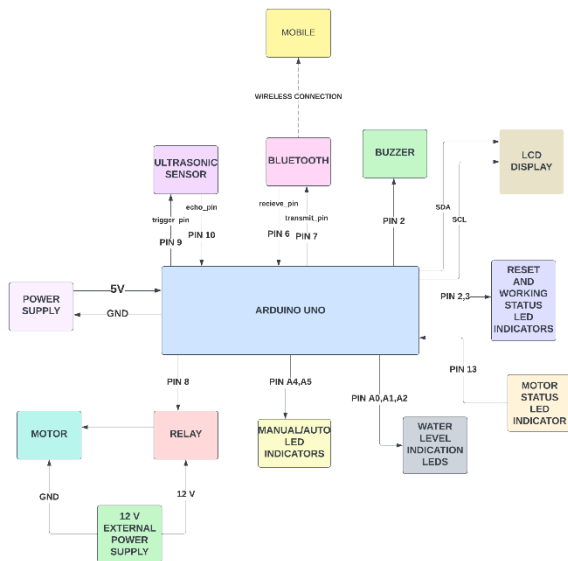 MOBILE
WIRELESS CONNECTION
ULTRASONIC
SENSOR
BLUETOOTH
BUZZER
LCD
DISPLAY
echo_pin
trigger_pin
PIN 10
PIN 9
recieve_pin
transmit_pin
PIN 6
PIN 7
PIN 2
SDA
SCL
POWER
SUPPLY
5V
GND
ARDUINO UNO
PIN 2,3
RESET
AND
WORKING
STATUS
LED
INDICATORS
PIN 13
MOTOR
STATUS
LED
INDICATOR
PIN 8
PIN A4,A5
PIN A0,A1,A2
MOTOR
RELAY
MANUAL/AUTO
LED
INDICATORS
WATER
LEVEL
INDICATION
LEDS
GND
12 V
12 V
EXTERNAL
POWER
SUPPLY